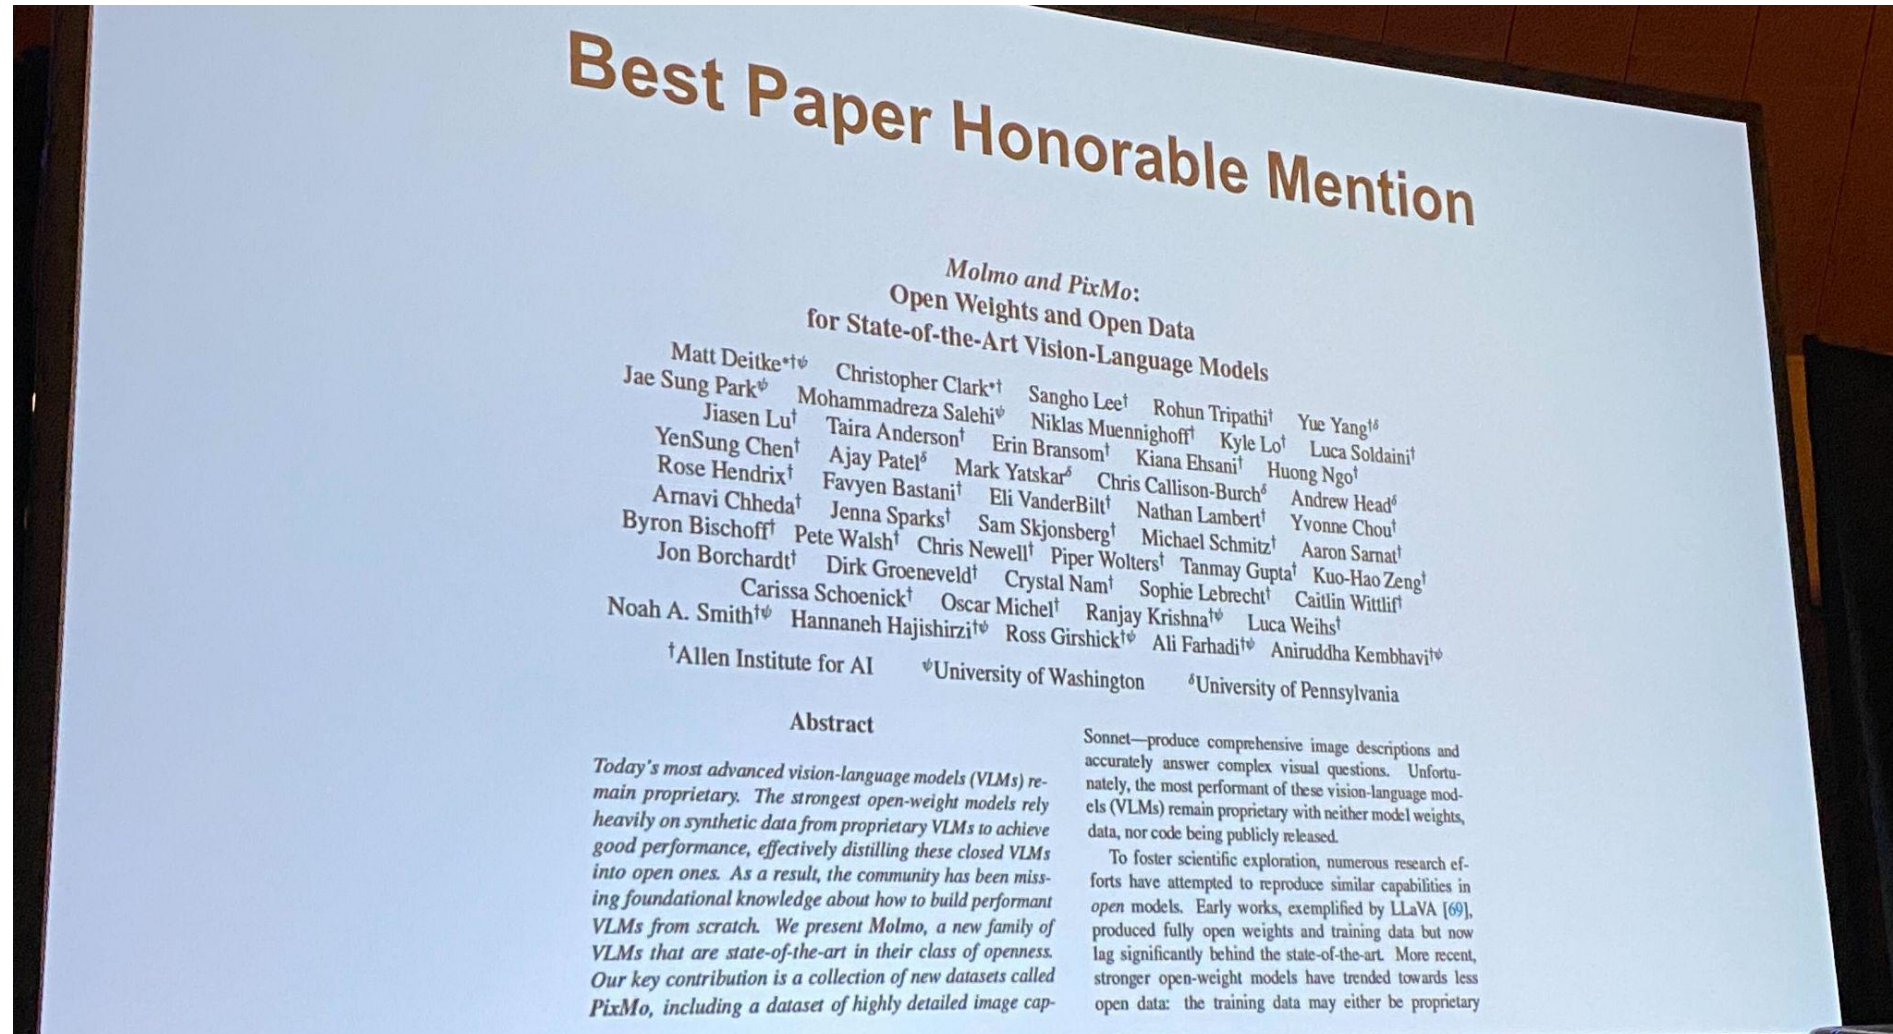 Best Paper Honorable Mention
Molmo and PixMo:
Open Weights and Open Data
for State-of-the-Art Vision-Language Models
Matt Deitke*†ψ Christopher Clark*† Sangho Lee† Rohun Tripathi† Yue Yang†δ
Jae Sung Parkψ Mohammadreza Salehiψ Niklas Muennighoff† Kyle Lo† Luca Soldaini†
Jiasen Lu† Taira Anderson† Erin Bransom† Kiana Ehsani† Huong Ngo†
YenSung Chen† Ajay Patelδ Mark Yatskarδ Chris Callison-Burchδ Andrew Headδ
Rose Hendrix† Favyen Bastani† Eli VanderBilt† Nathan Lambert† Yvonne Chou†
Arnavi Chheda† Jenna Sparks† Sam Skjonsberg† Michael Schmitz† Aaron Sarnat†
Byron Bischoff† Pete Walsh† Chris Newell† Piper Wolters† Tanmay Gupta† Kuo-Hao Zeng†
Jon Borchardt† Dirk Groeneveld† Crystal Nam† Sophie Lebrecht† Caitlin Wittlif†
Carissa Schoenick† Oscar Michel† Ranjay Krishna†ψ Luca Weihs†
Noah A. Smith†ψ Hannaneh Hajishirzi†ψ Ross Girshick†ψ Ali Farhadi†ψ Aniruddha Kembhavi†ψ
†Allen Institute for AI ψUniversity of Washington δUniversity of Pennsylvania
Abstract
Today's most advanced vision-language models (VLMs) re-
main proprietary. The strongest open-weight models rely
heavily on synthetic data from proprietary VLMs to achieve
good performance, effectively distilling these closed VLMs
into open ones. As a result, the community has been miss-
ing foundational knowledge about how to build performant
VLMs from scratch. We present Molmo, a new family of
VLMs that are state-of-the-art in their class of openness.
Our key contribution is a collection of new datasets called
PixMo, including a dataset of highly detailed image cap-
Sonnet—produce comprehensive image descriptions and
accurately answer complex visual questions. Unfortu-
nately, the most performant of these vision-language mod-
els (VLMs) remain proprietary with neither model weights,
data, nor code being publicly released.
To foster scientific exploration, numerous research ef-
forts have attempted to reproduce similar capabilities in
open models. Early works, exemplified by LLaVA [69],
produced fully open weights and training data but now
lag significantly behind the state-of-the-art. More recent,
stronger open-weight models have trended towards less
open data: the training data may either be proprietary